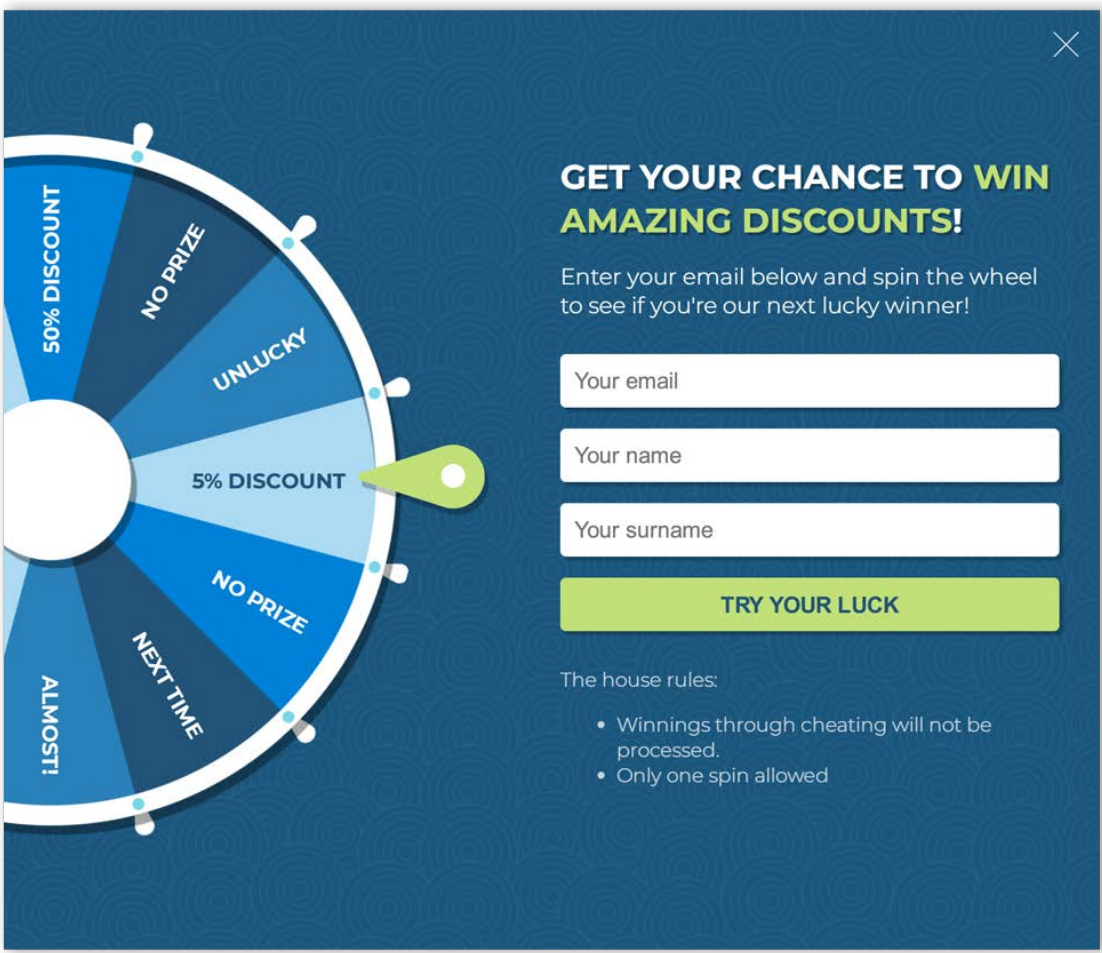 50% DISCOUNT
NO PRIZE
UNLUCKY
5% DISCOUNT
NO PRIZE
NEXT TIME
ALMOST!
GET YOUR CHANCE TO WIN
AMAZING DISCOUNTS!
Enter your email below and spin the wheel
to see if you're our next lucky winner!
Your email
Your name
Your surname
TRY YOUR LUCK
The house rules:
• Winnings through cheating will not be
processed.
• Only one spin allowed